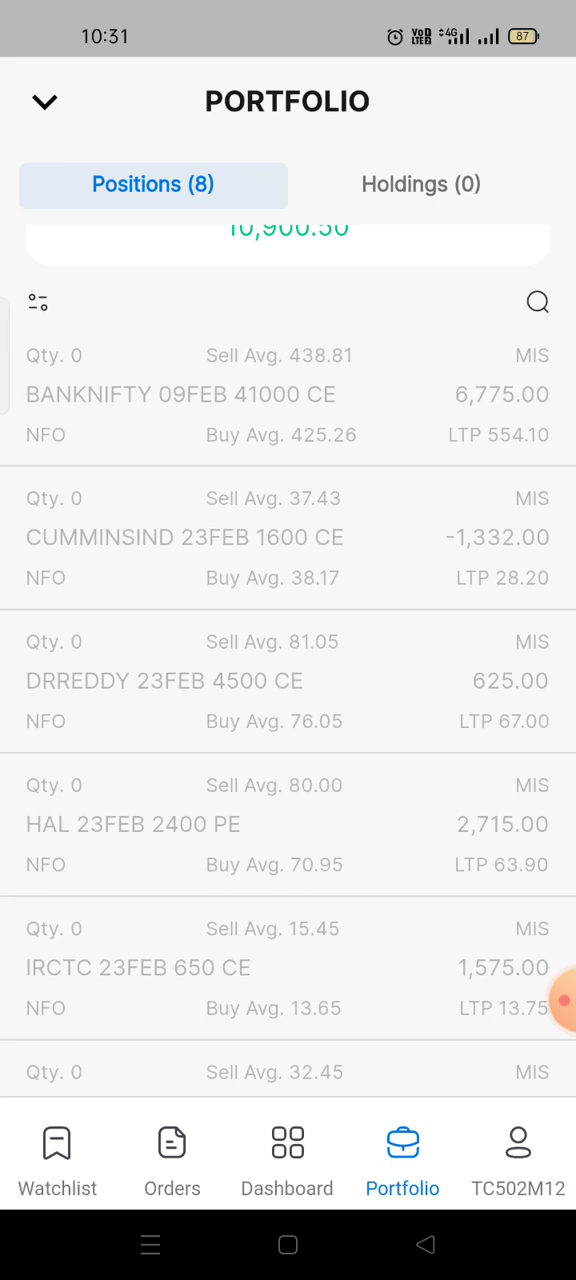 10:31 VoD LTE2 4G 87
PORTFOLIO
Positions (8) Holdings (0)
10,900.50
Qty. 0 Sell Avg. 438.81 MIS
BANKNIFTY 09FEB 41000 CE 6,775.00
NFO Buy Avg. 425.26 LTP 554.10
Qty. 0 Sell Avg. 37.43 MIS
CUMMINSIND 23FEB 1600 CE -1,332.00
NFO Buy Avg. 38.17 LTP 28.20
Qty. 0 Sell Avg. 81.05 MIS
DRREDDY 23FEB 4500 CE 625.00
NFO Buy Avg. 76.05 LTP 67.00
Qty. 0 Sell Avg. 80.00 MIS
HAL 23FEB 2400 PE 2,715.00
NFO Buy Avg. 70.95 LTP 63.90
Qty. 0 Sell Avg. 15.45 MIS
IRCTC 23FEB 650 CE 1,575.00
NFO Buy Avg. 13.65 LTP 13.75
Qty. 0 Sell Avg. 32.45 MIS
Watchlist Orders Dashboard Portfolio TC502M12